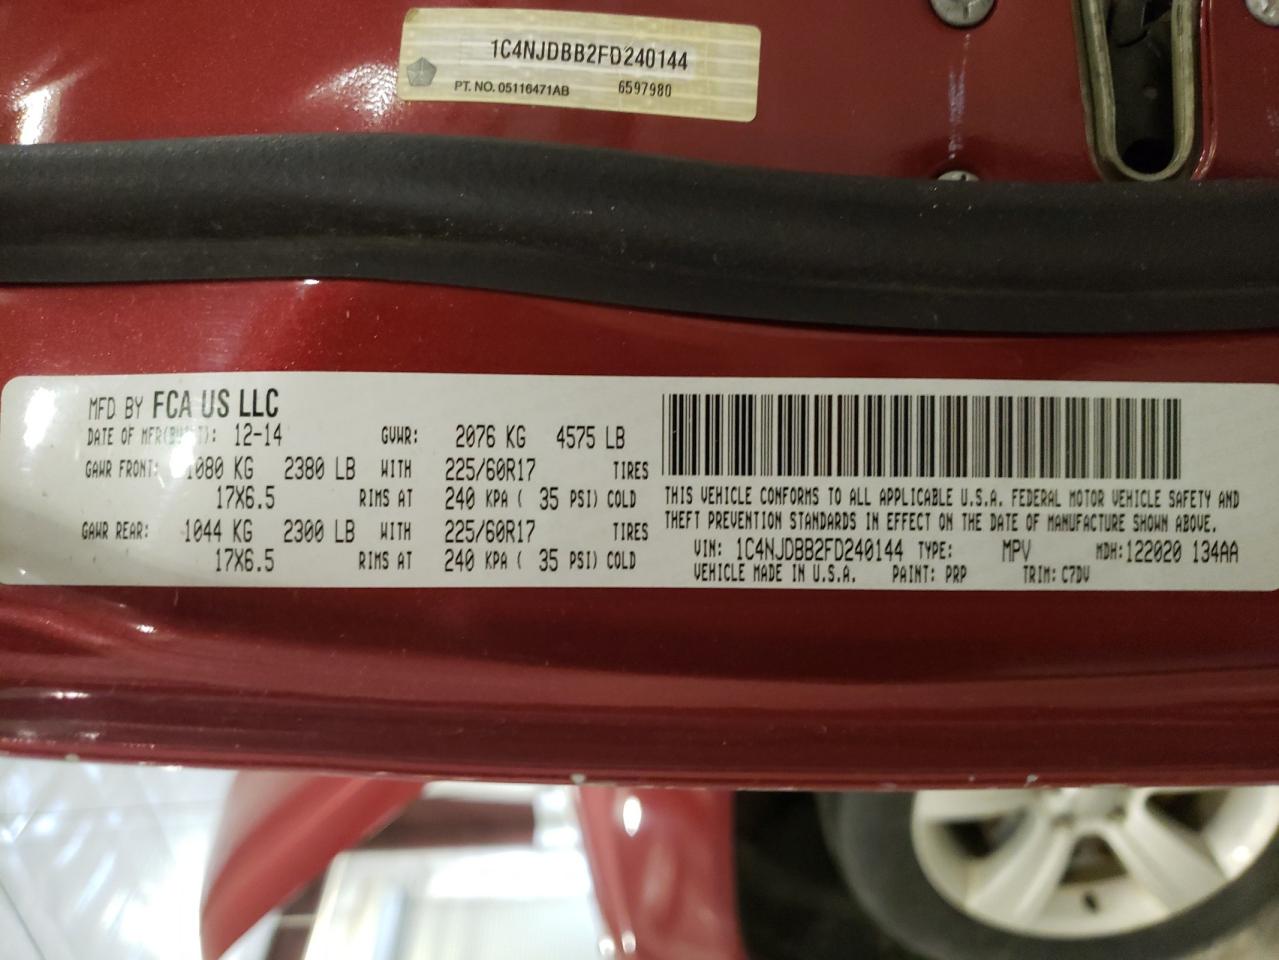 1C4NJDBB2FD240144
PT. NO. 05116471AB 6597980
MFD BY FCA US LLC
DATE OF MFR(BUILT): 12-14 GVWR: 2076 KG 4575 LB
GAWR FRONT: 1080 KG 2380 LB WITH 225/60R17 TIRES
17X6.5 RIMS AT 240 KPA ( 35 PSI) COLD
GAWR REAR: 1044 KG 2300 LB WITH 225/60R17 TIRES
17X6.5 RIMS AT 240 KPA ( 35 PSI) COLD
THIS VEHICLE CONFORMS TO ALL APPLICABLE U.S.A. FEDERAL MOTOR VEHICLE SAFETY AND
THEFT PREVENTION STANDARDS IN EFFECT ON THE DATE OF MANUFACTURE SHOWN ABOVE.
VIN: 1C4NJDBB2FD240144 TYPE: MPV MDH:122020 134AA
VEHICLE MADE IN U.S.A. PAINT: PRP TRIM: C7DV